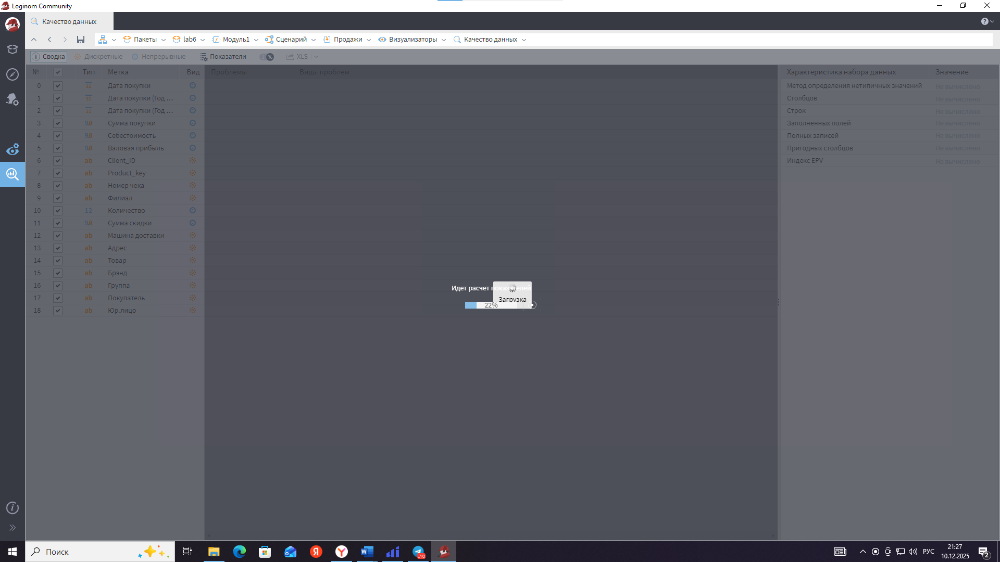 Loginom Community
Качество данных
Пакеты lab6 Модуль1 Сценарий Продажи Визуализаторы Качество данных
Сводка Дискретные Непрерывные Показатели % XLS
№ Тип Метка Вид Проблемы Виды проблем Характеристика набора данных Значение
0 31 Дата покупки Метод определения нетипичных значений Не вычислено
1 31 Дата покупки (Год ... Столбцов Не вычислено
2 31 Дата покупки (Год ... Строк Не вычислено
3 9.0 Сумма покупки Заполненных полей Не вычислено
4 9.0 Себестоимость Полных записей Не вычислено
5 9.0 Валовая прибыль Пригодных столбцов Не вычислено
6 ab Client_ID Индекс EPV Не вычислено
7 ab Product_key
8 ab Номер чека
9 ab Филиал
10 12 Количество
11 9.0 Сумма скидки
12 ab Машина доставки
13 ab Адрес
14 ab Товар
15 ab Брэнд
16 ab Группа
17 ab Покупатель
18 ab Юр.лицо
Идет расчет показателей
Загрузка
22%
Поиск
РУС
21:27
10.12.2025
2